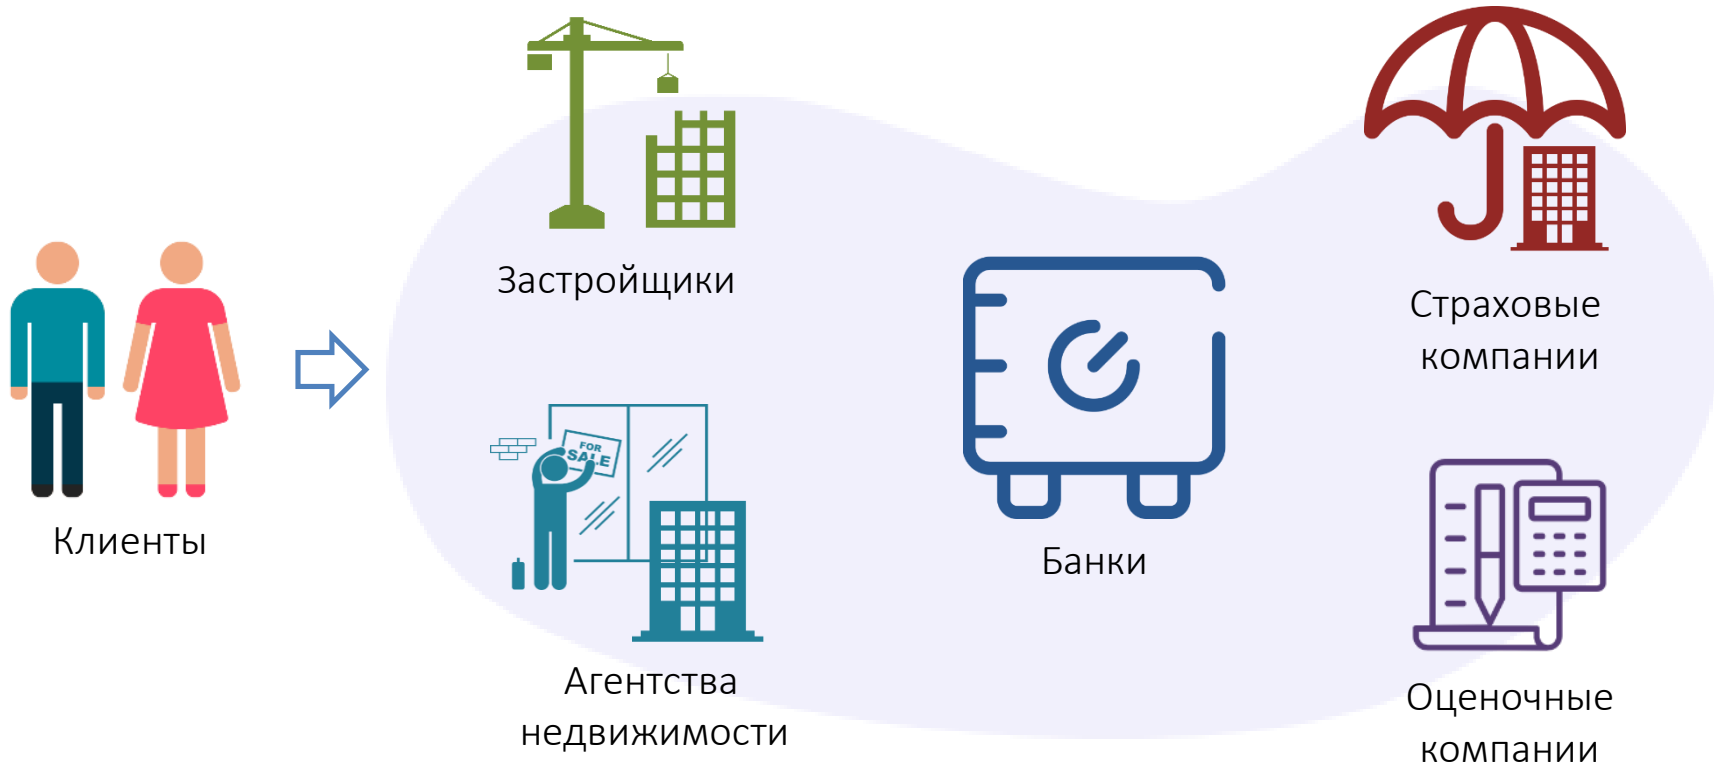 Застройщики
Страховые
компании
FOR
SALE
Клиенты
Банки
Агентства
недвижимости
Оценочные
компании